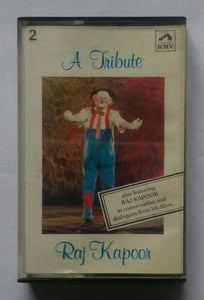 2
HMV
A Tribute
also featuring
RAJ KAPOOR
in conversation and
dialogues from his films.
Raj Kapoor